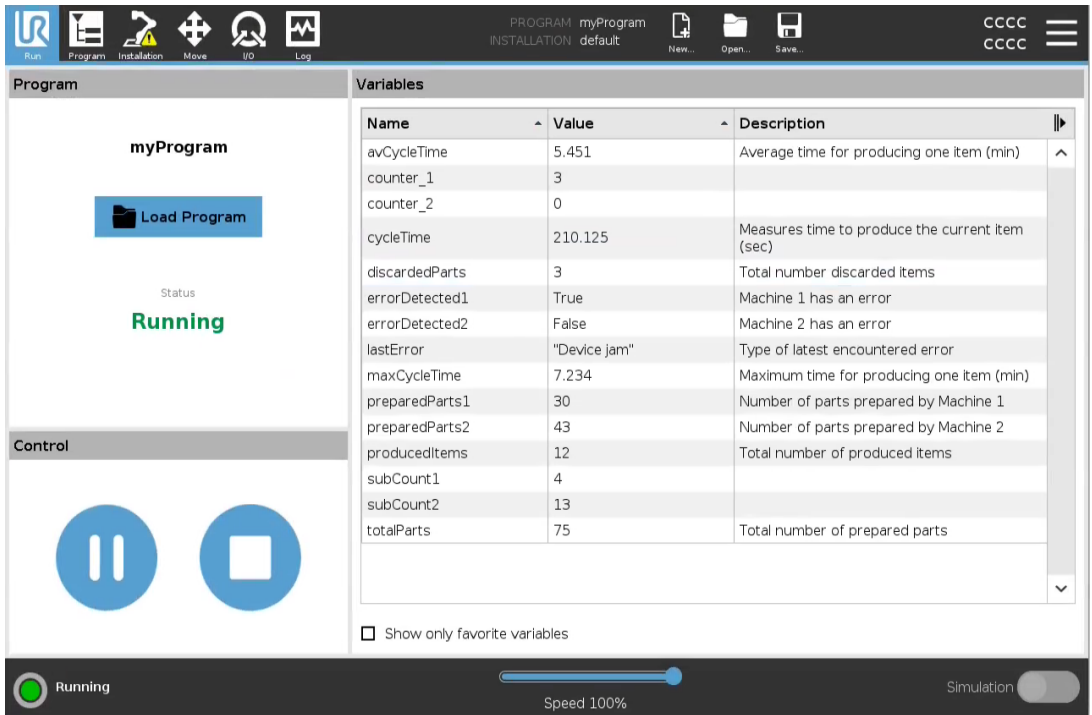 UR
Run
Program
Installation
Move
I/O
Log
PROGRAM myProgram
INSTALLATION default
New...
Open...
Save...
CCCC
CCCC
Program
myProgram
Load Program
Status
Running
Control
Variables
Name Value Description
avCycleTime 5.451 Average time for producing one item (min)
counter_1 3
counter_2 0
cycleTime 210.125 Measures time to produce the current item
(sec)
discardedParts 3 Total number discarded items
errorDetected1 True Machine 1 has an error
errorDetected2 False Machine 2 has an error
lastError "Device jam" Type of latest encountered error
maxCycleTime 7.234 Maximum time for producing one item (min)
preparedParts1 30 Number of parts prepared by Machine 1
preparedParts2 43 Number of parts prepared by Machine 2
producedItems 12 Total number of produced items
subCount1 4
subCount2 13
totalParts 75 Total number of prepared parts
Show only favorite variables
Running
Speed 100%
Simulation